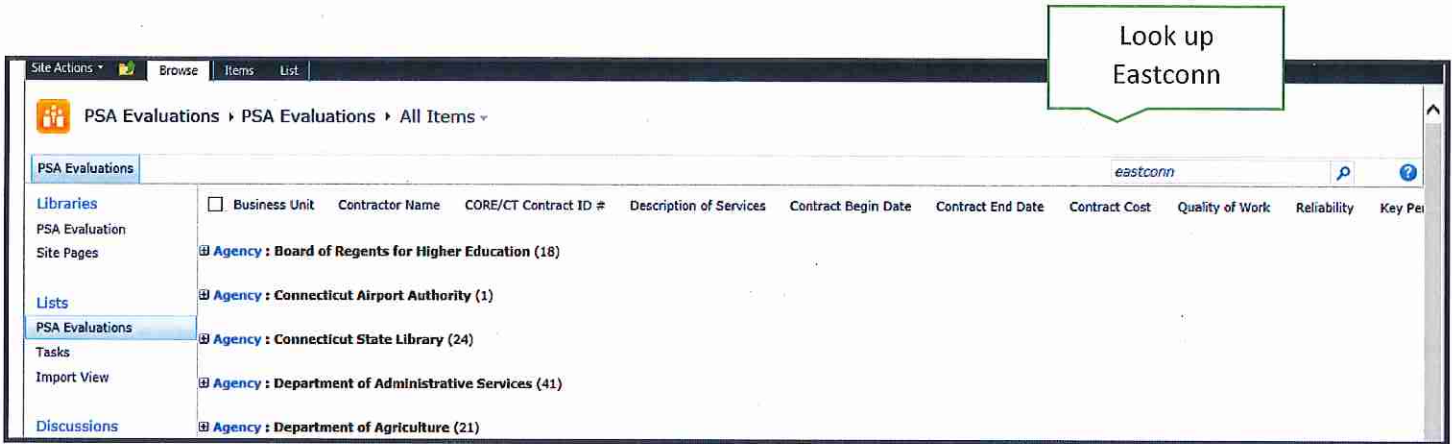 Look up
Eastconn
Site Actions Browse Items List
PSA Evaluations PSA Evaluations All Items
PSA Evaluations
eastconn
Libraries
PSA Evaluation
Site Pages
Lists
PSA Evaluations
Tasks
Import View
Discussions
Business Unit Contractor Name CORE/CT Contract ID # Description of Services Contract Begin Date Contract End Date Contract Cost Quality of Work Reliability Key Per
Agency : Board of Regents for Higher Education (18)
Agency : Connecticut Airport Authority (1)
Agency : Connecticut State Library (24)
Agency : Department of Administrative Services (41)
Agency : Department of Agriculture (21)